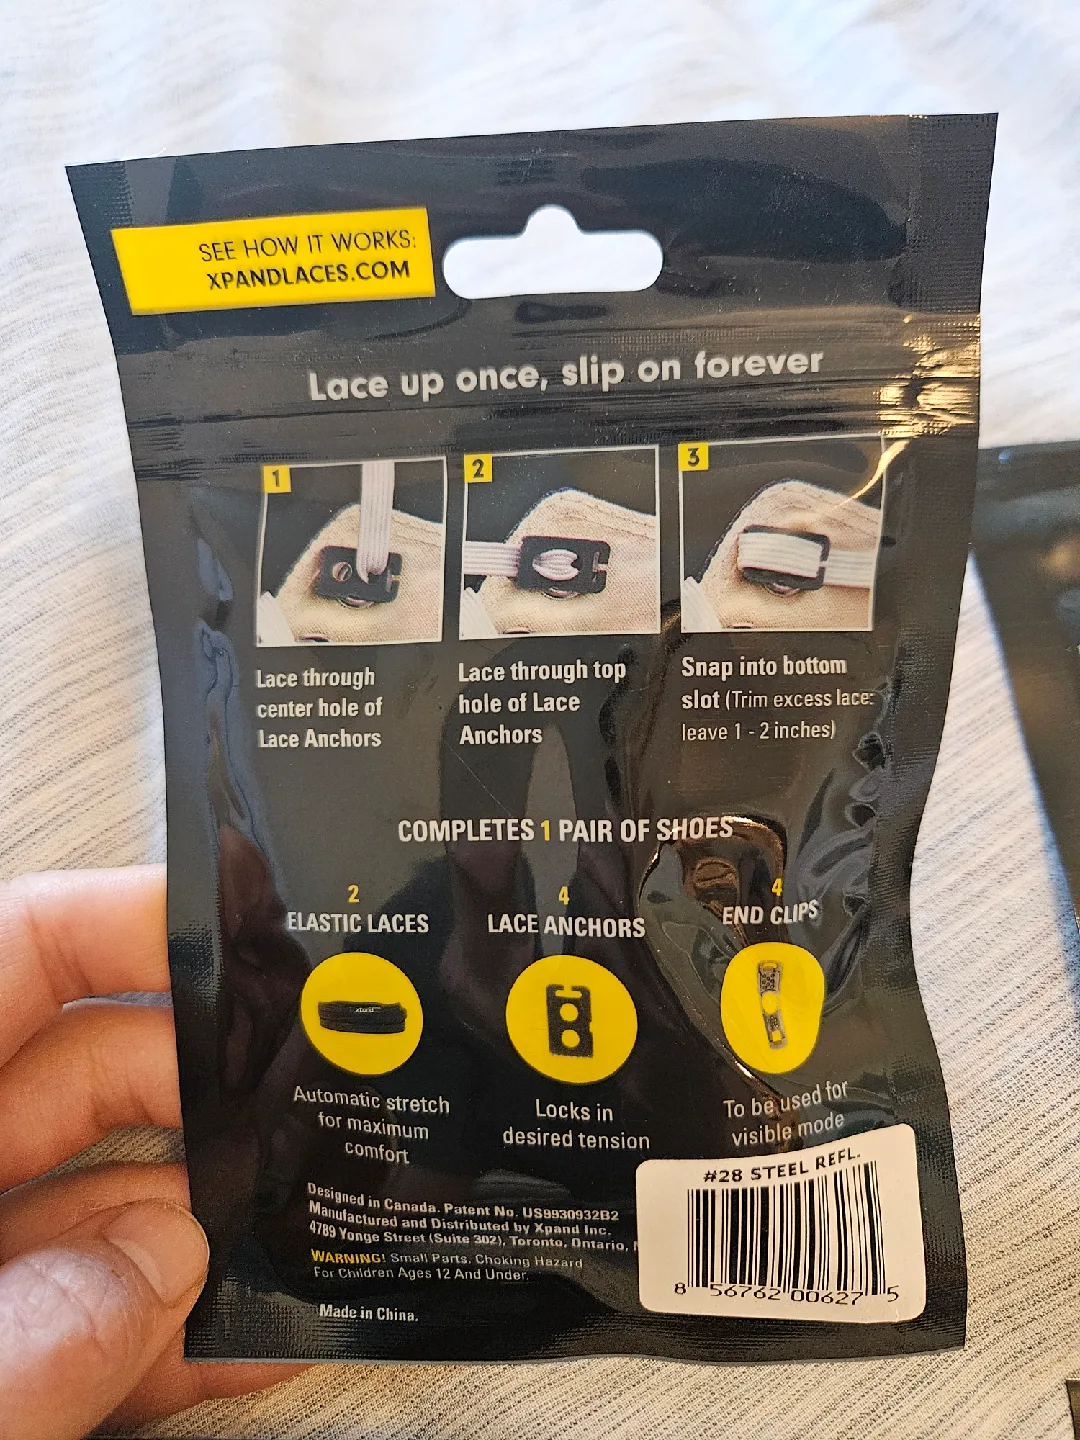 SEE HOW IT WORKS:
XPANDLACES.COM
Lace up once, slip on forever
1
Lace through
center hole of
Lace Anchors
2
Lace through top
hole of Lace
Anchors
3
Snap into bottom
slot (Trim excess lace:
leave 1 - 2 inches)
COMPLETES 1 PAIR OF SHOES
2
ELASTIC LACES
Automatic stretch
for maximum
comfort
4
LACE ANCHORS
Locks in
desired tension
4
END CLIPS
To be used for
visible mode
Designed in Canada. Patent No. US9930932B2
Manufactured and Distributed by Xpand Inc.
4789 Yonge Street (Suite 302), Toronto, Ontario,
WARNING! Small Parts. Choking Hazard
For Children Ages 12 And Under.
Made in China.
#28 STEEL REFL.
8 56762 00627 5